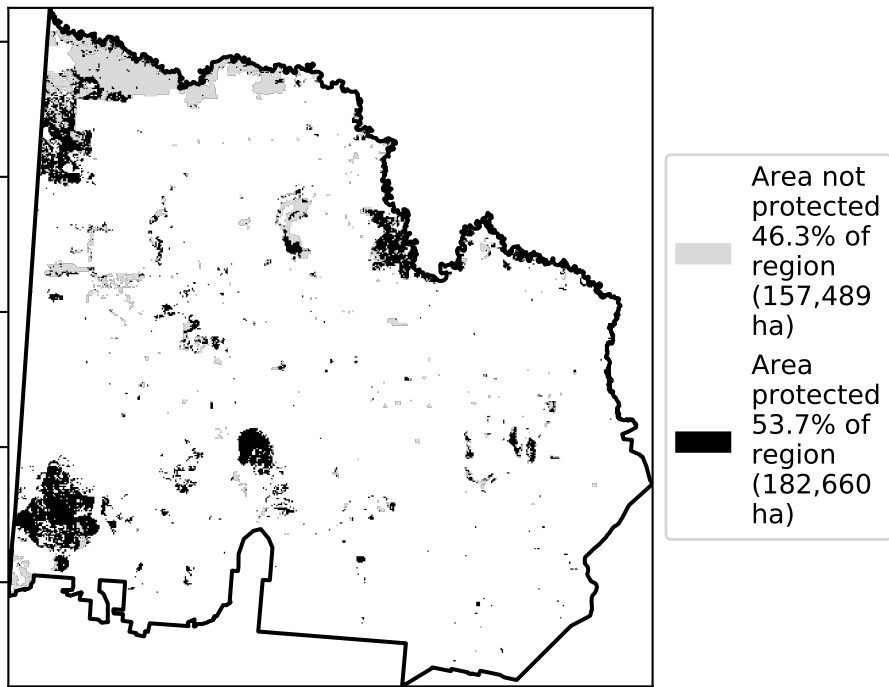 Area not
protected
46.3% of
region
(157,489
ha)
Area
protected
53.7% of
region
(182,660
ha)